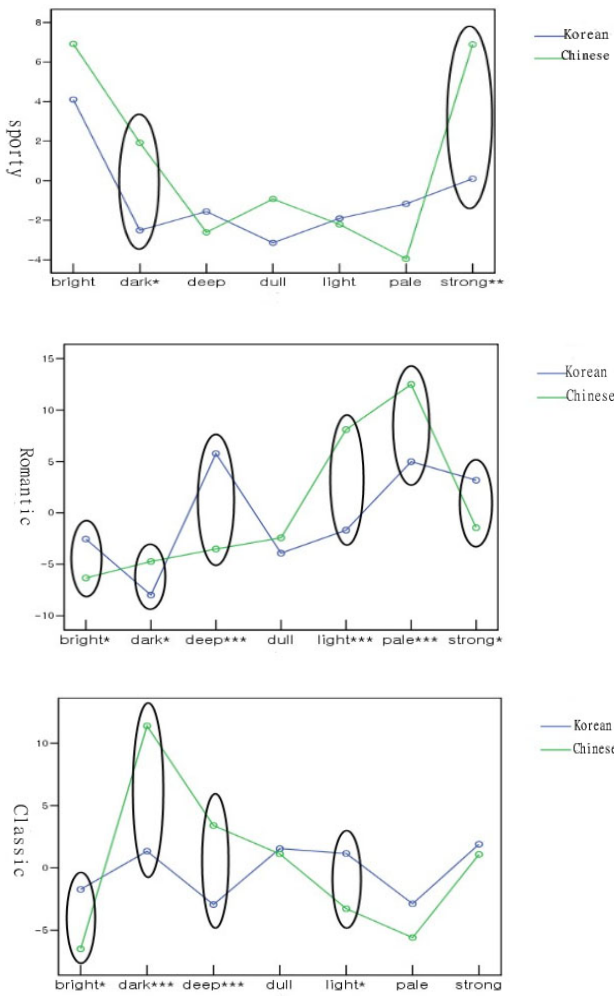 8
6
4
2
0
-2
-4
sporty
bright dark* deep dull light pale strong**
Korean
Chinese
15
10
5
0
-5
-10
Romantic
bright* dark* deep*** dull light*** pale*** strong*
Korean
Chinese
10
5
0
-5
Classic
bright* dark*** deep*** dull light* pale strong
Korean
Chinese